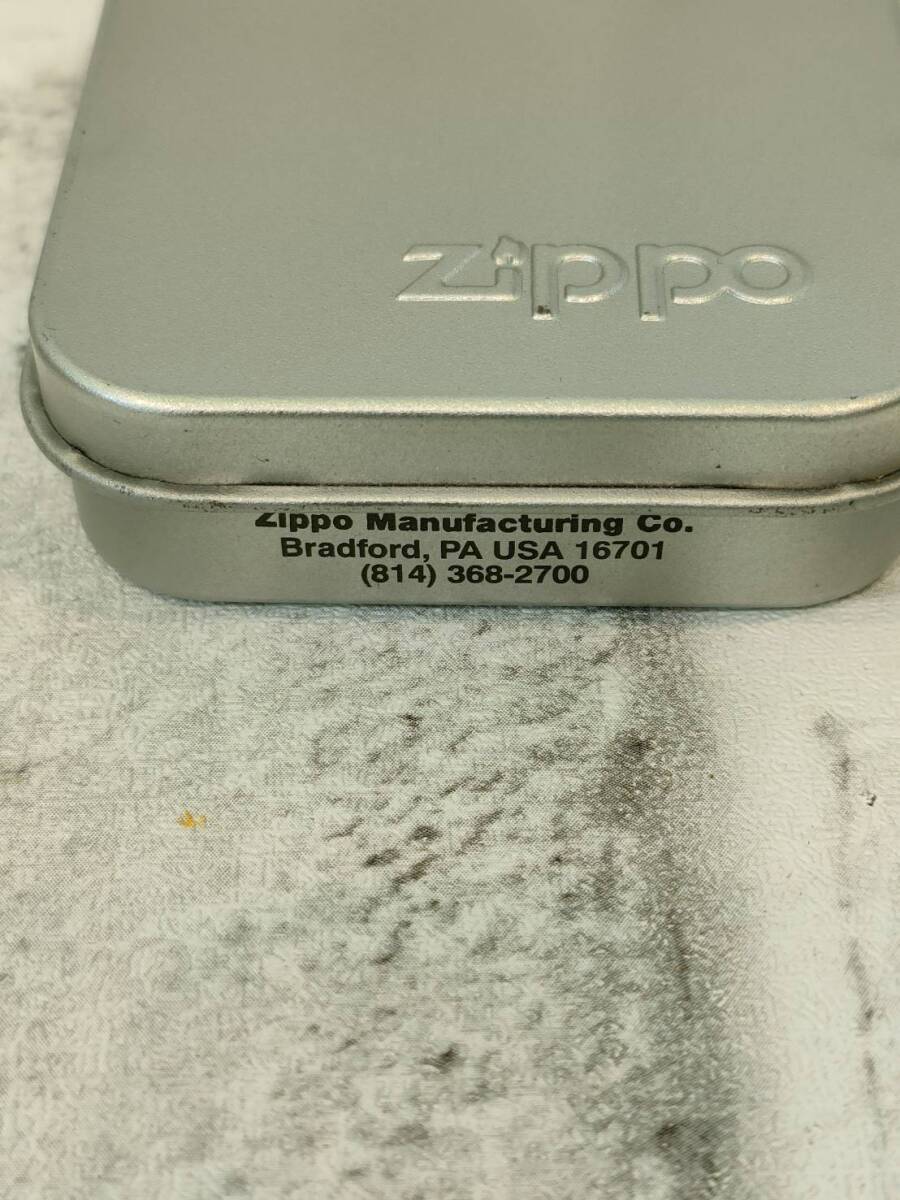 Zippo
Zippo Manufacturing Co.
Bradford, PA USA 16701
(814) 368-2700